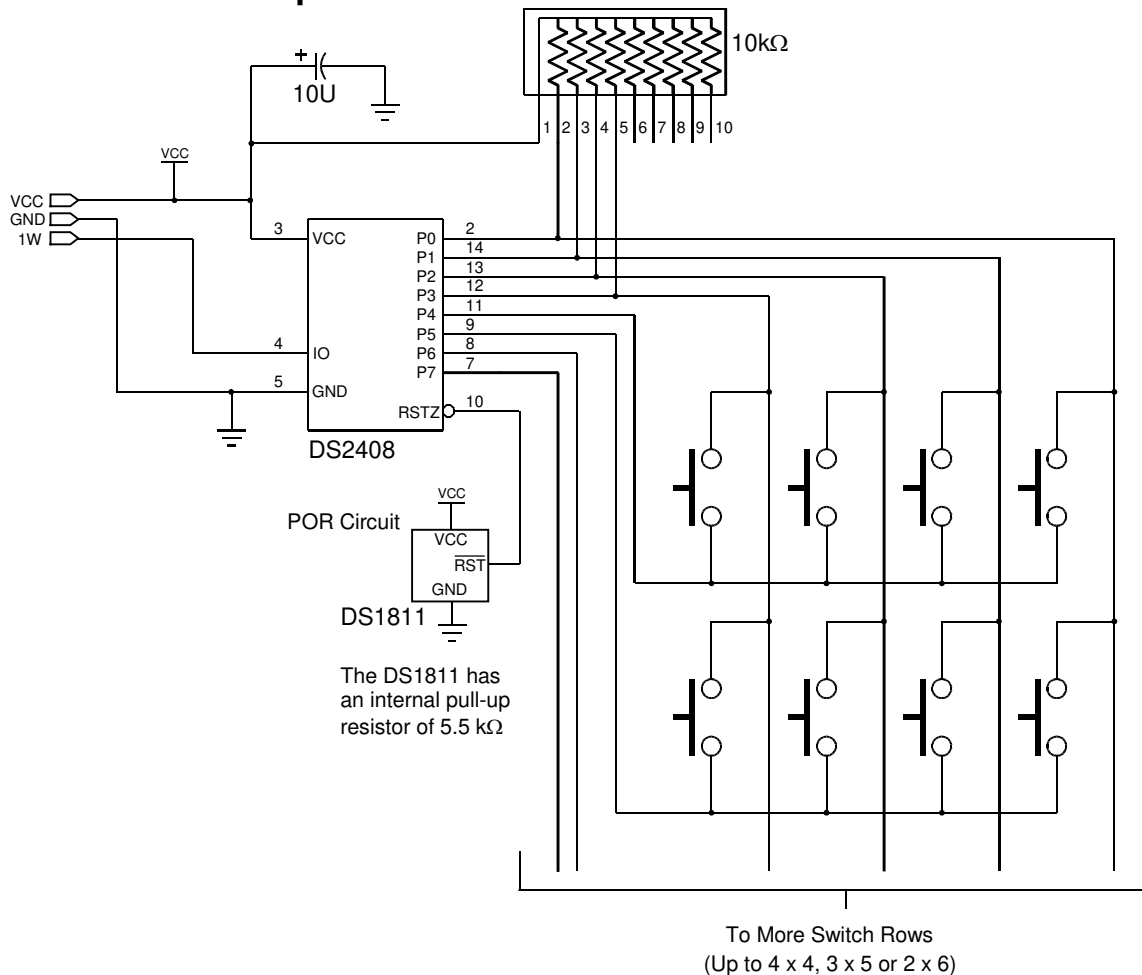 10kΩ
+
10U
1 2 3 4 5 6 7 8 9 10
VCC
VCC
GND
1W
3 VCC P0 2
P1 14
P2 13
P3 12
P4 11
P5 9
4 IO P6 8
P7 7
5 GND
RSTZ 10
DS2408
VCC
POR Circuit
VCC
RST
GND
DS1811
The DS1811 has
an internal pull-up
resistor of 5.5 kΩ
To More Switch Rows
(Up to 4 x 4, 3 x 5 or 2 x 6)